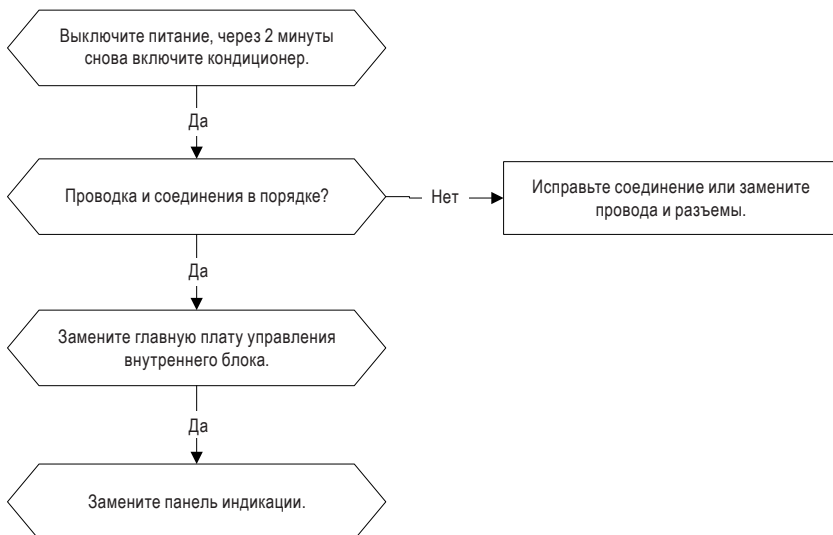 Выключите питание, через 2 минуты
снова включите кондиционер.
Да
Проводка и соединения в порядке?
Нет
Исправьте соединение или замените
провода и разъемы.
Да
Замените главную плату управления
внутреннего блока.
Да
Замените панель индикации.